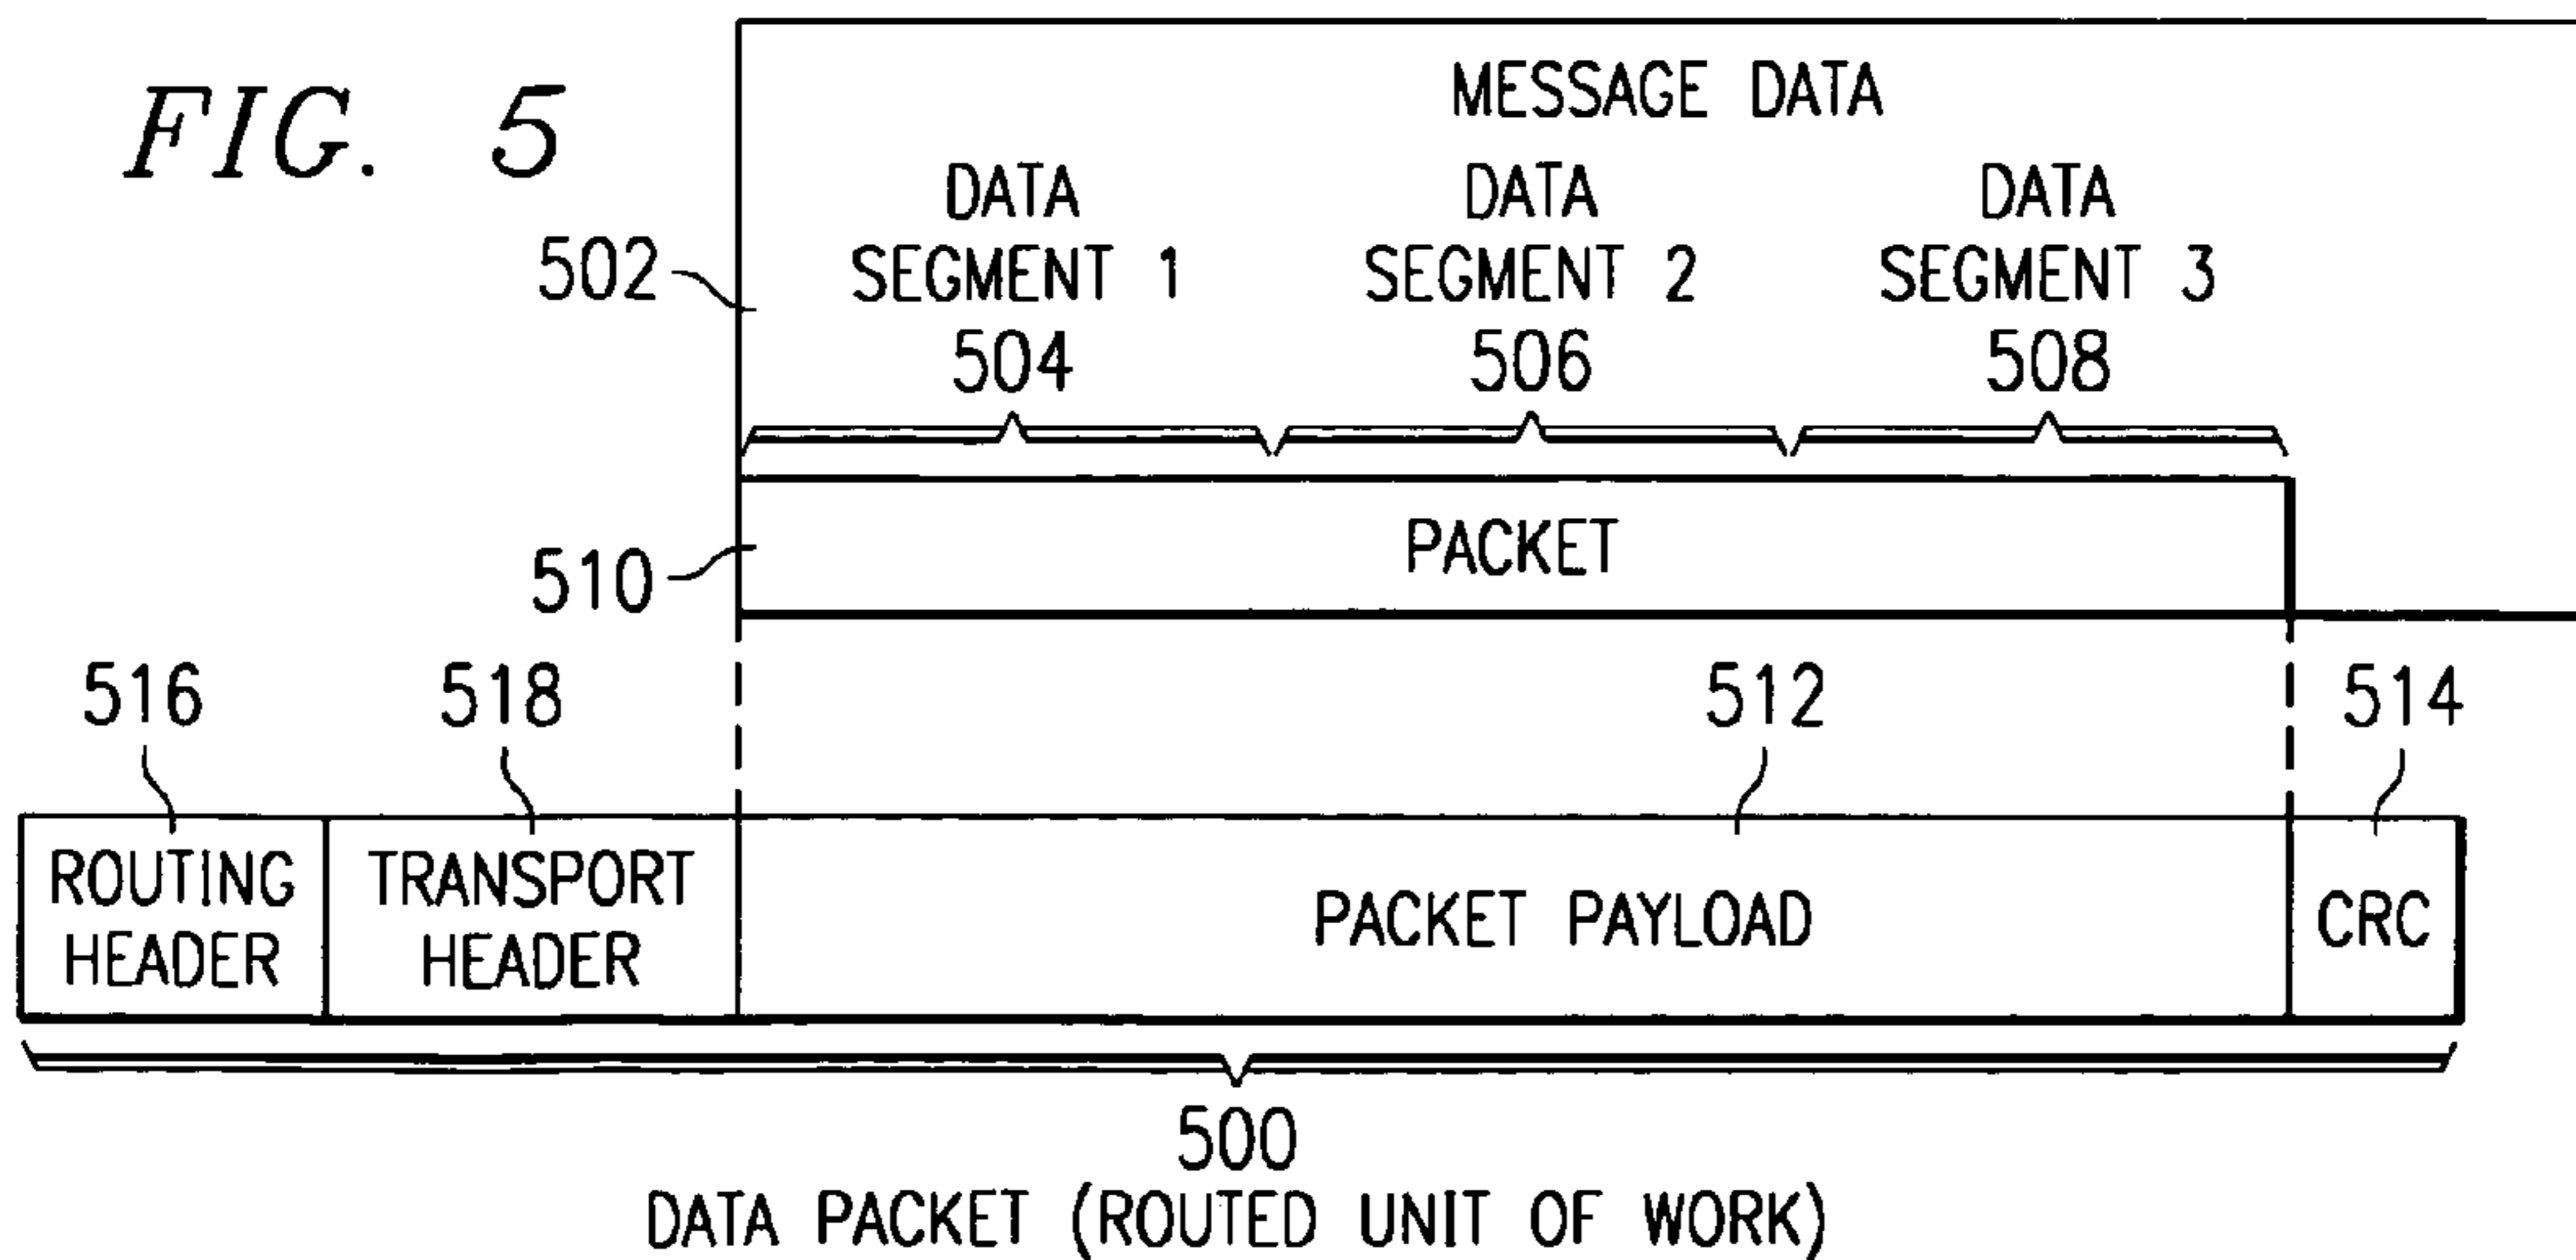 FIG. 5
MESSAGE DATA
DATA SEGMENT 1 504
DATA SEGMENT 2 506
DATA SEGMENT 3 508
502
510
PACKET
516
518
512
514
ROUTING HEADER
TRANSPORT HEADER
PACKET PAYLOAD
CRC
500
DATA PACKET (ROUTED UNIT OF WORK)